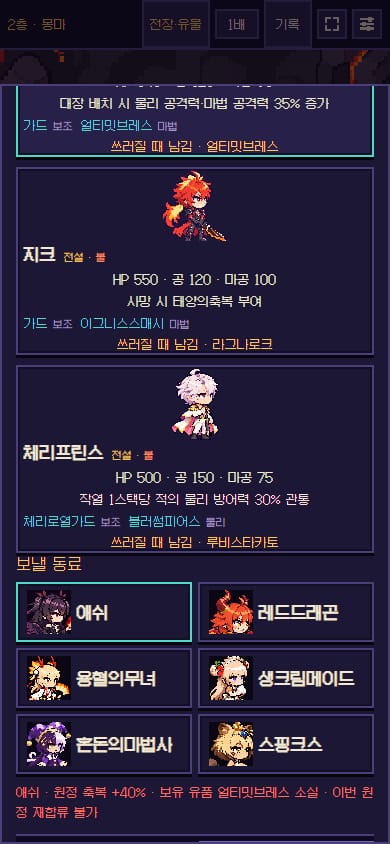 2층 · 몽마
전장·유물
1배
기록
대장 배치 시 물리 공격력·마법 공격력 35% 증가
가드 보조 얼티밋브레스 마법
쓰러질 때 남김 · 얼티밋브레스
지크 전설 · 불
HP 550 · 공 120 · 마공 100
사망 시 태양의축복 부여
가드 보조 이그니스스매시 마법
쓰러질 때 남김 · 라그나로크
체리프린스 전설 · 불
HP 500 · 공 150 · 마공 75
작열 1스택당 적의 물리 방어력 30% 관통
체리로열가드 보조 블러썸피어스 물리
쓰러질 때 남김 · 루비스타카토
보낼 동료
애쉬
레드드래곤
용혈의무녀
생크림메이드
혼돈의마법사
스핑크스
애쉬 · 원정 축복 +40% · 보유 유품 얼티밋브레스 소실 · 이번 원
정 재합류 불가